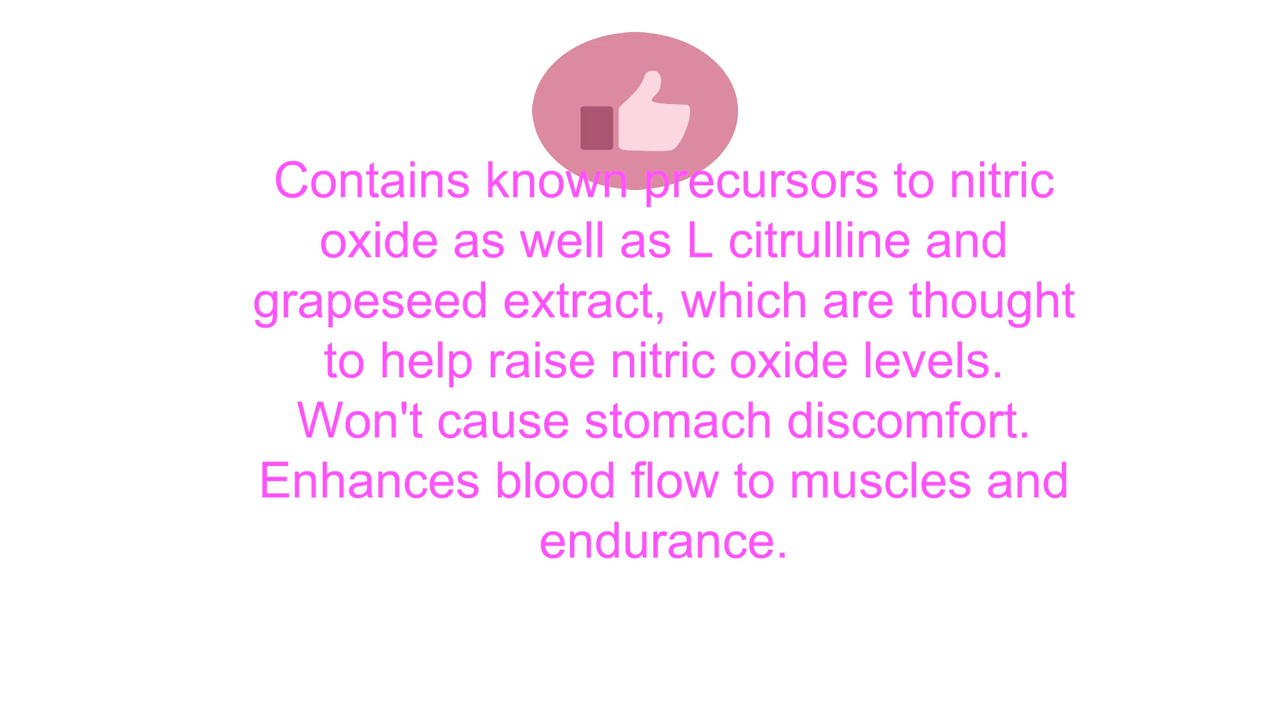 Contains known precursors to nitric
oxide as well as L citrulline and
grapeseed extract, which are thought
to help raise nitric oxide levels.
Won't cause stomach discomfort.
Enhances blood flow to muscles and
endurance.